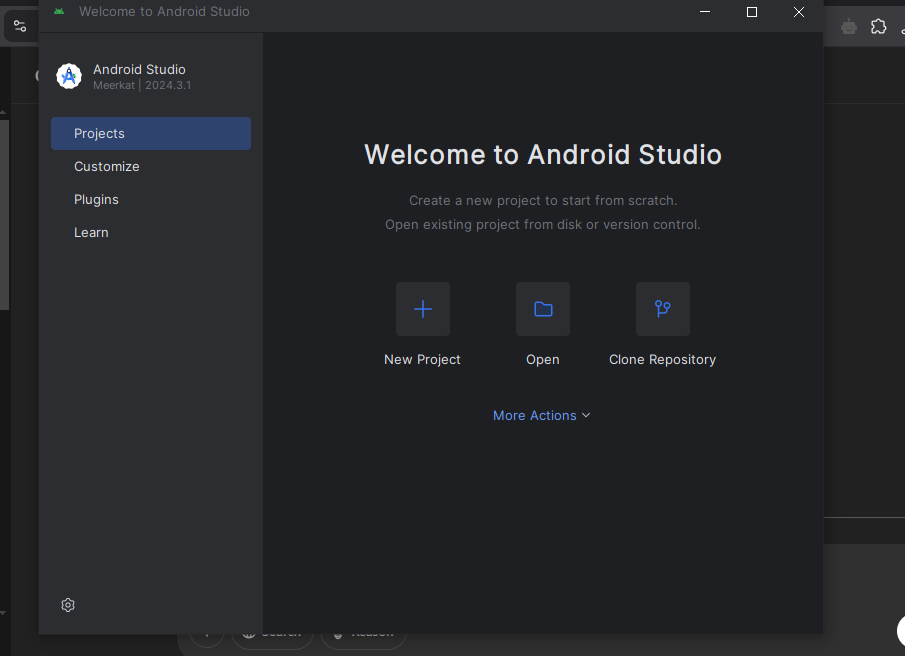 Welcome to Android Studio
Android Studio
Meerkat | 2024.3.1
Projects
Customize
Plugins
Learn
Welcome to Android Studio
Create a new project to start from scratch.
Open existing project from disk or version control.
New Project
Open
Clone Repository
More Actions